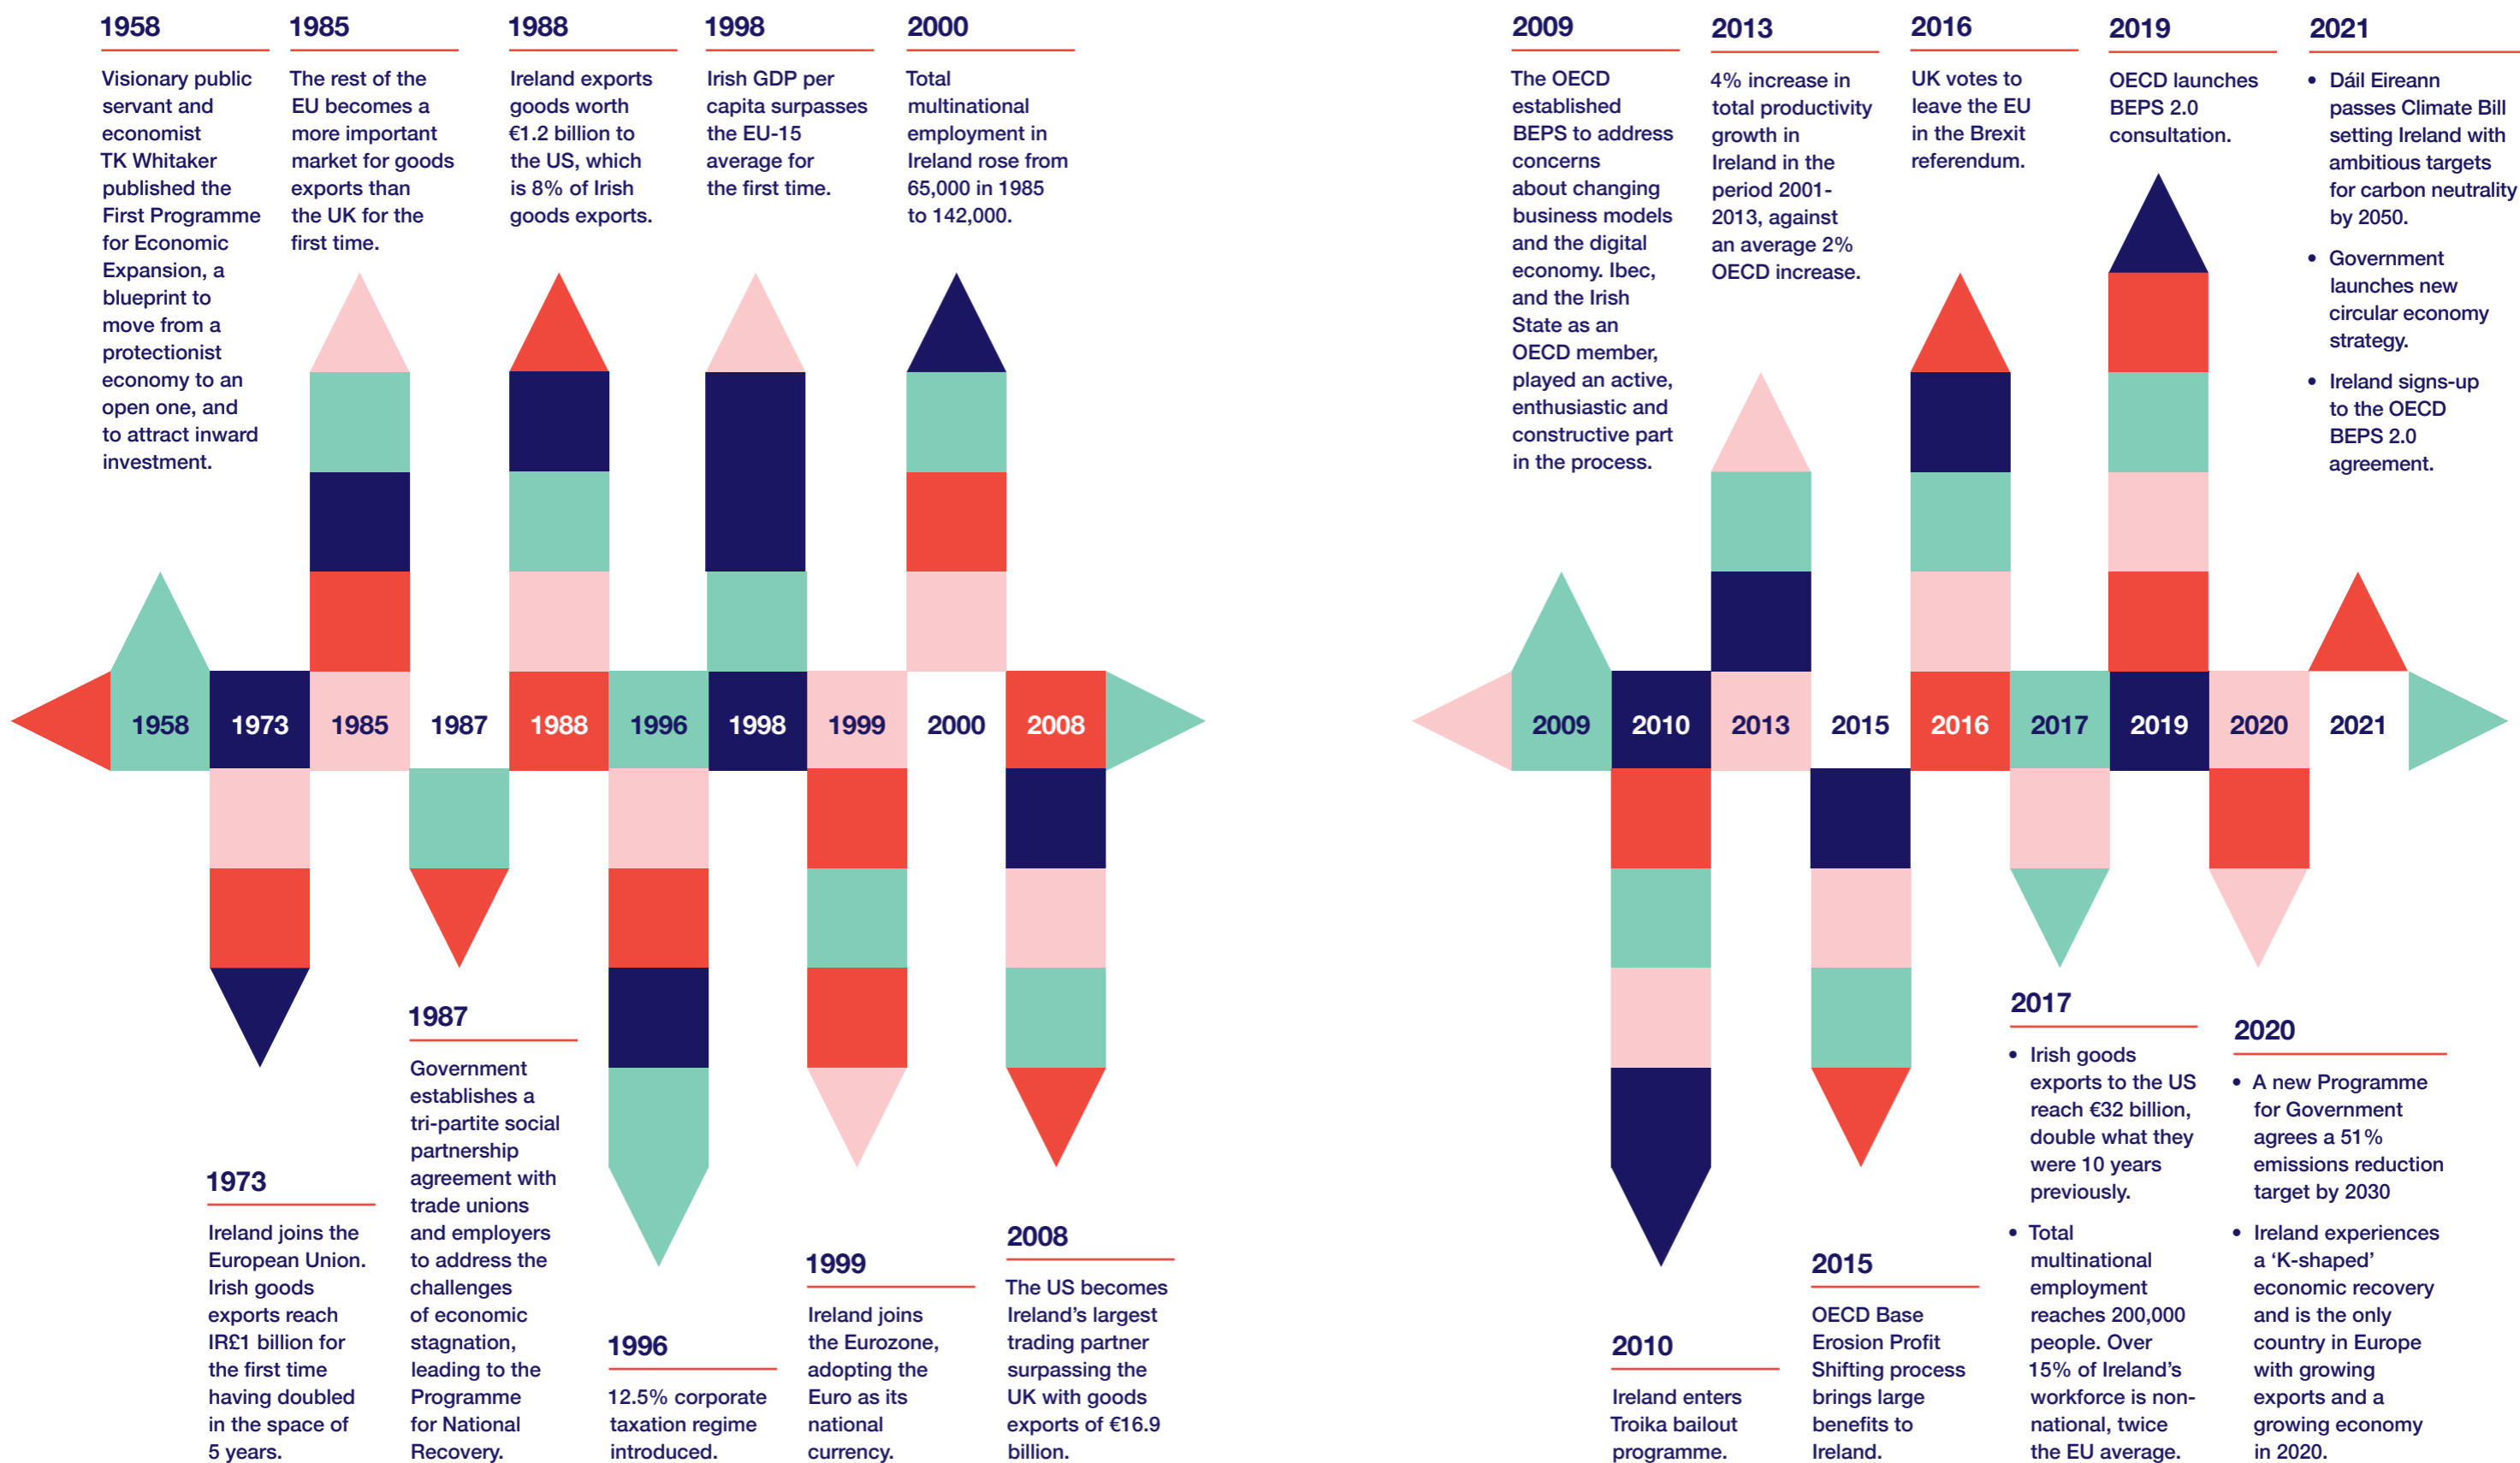 1958
Visionary public
servant and
economist
TK Whitaker
published the
First Programme
for Economic
Expansion, a
blueprint to
move from a
protectionist
economy to an
open one, and
to attract inward
investment.
1985
The rest of the
EU becomes a
more important
market for goods
exports than
the UK for the
first time.
1988
Ireland exports
goods worth
€1.2 billion to
the US, which
is 8% of Irish
goods exports.
1998
Irish GDP per
capita surpasses
the EU-15
average for
the first time.
2000
Total
multinational
employment in
Ireland rose from
65,000 in 1985
to 142,000.
2009
The OECD
established
BEPS to address
concerns
about changing
business models
and the digital
economy. Ibec,
and the Irish
State as an
OECD member,
played an active,
enthusiastic and
constructive part
in the process.
2013
4% increase in
total productivity
growth in
Ireland in the
period 2001-
2013, against
an average 2%
OECD increase.
2016
UK votes to
leave the EU
in the Brexit
referendum.
2019
OECD launches
BEPS 2.0
consultation.
2021
• Dáil Eireann
passes Climate Bill
setting Ireland with
ambitious targets
for carbon neutrality
by 2050.
• Government
launches new
circular economy
strategy.
• Ireland signs-up
to the OECD
BEPS 2.0
agreement.
1958 1973 1985 1987 1988 1996 1998 1999 2000 2008
2009 2010 2013 2015 2016 2017 2019 2020 2021
1973
Ireland joins the
European Union.
Irish goods
exports reach
IR£1 billion for
the first time
having doubled
in the space of
5 years.
1987
Government
establishes a
tri-partite social
partnership
agreement with
trade unions
and employers
to address the
challenges
of economic
stagnation,
leading to the
Programme
for National
Recovery.
1996
12.5% corporate
taxation regime
introduced.
1999
Ireland joins
the Eurozone,
adopting the
Euro as its
national
currency.
2008
The US becomes
Ireland’s largest
trading partner
surpassing the
UK with goods
exports of €16.9
billion.
2010
Ireland enters
Troika bailout
programme.
2015
OECD Base
Erosion Profit
Shifting process
brings large
benefits to
Ireland.
2017
• Irish goods
exports to the US
reach €32 billion,
double what they
were 10 years
previously.
• Total
multinational
employment
reaches 200,000
people. Over
15% of Ireland’s
workforce is non-
national, twice
the EU average.
2020
• A new Programme
for Government
agrees a 51%
emissions reduction
target by 2030
• Ireland experiences
a ‘K-shaped’
economic recovery
and is the only
country in Europe
with growing
exports and a
growing economy
in 2020.